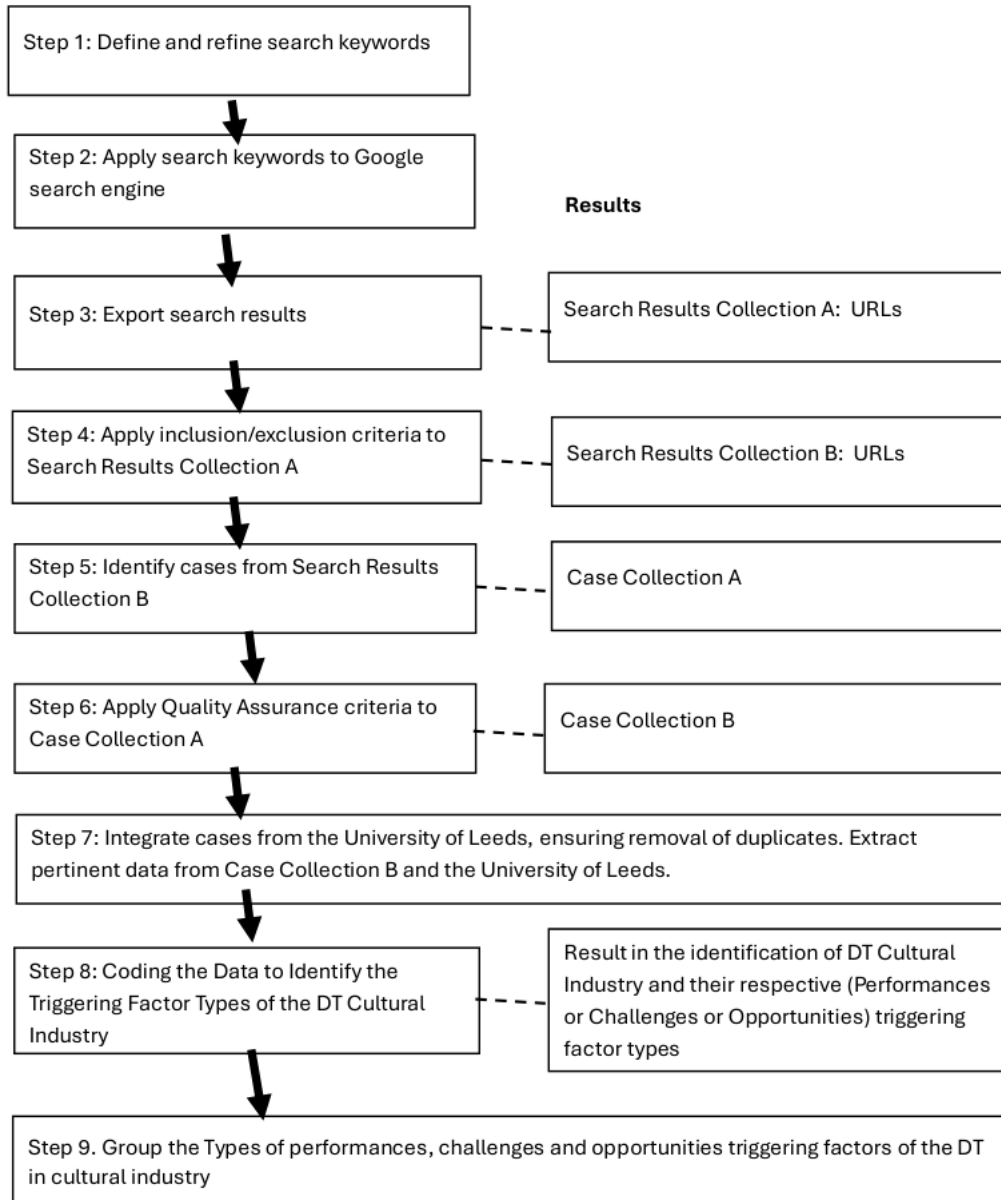 Step 1: Define and refine search keywords
Step 2: Apply search keywords to Google
search engine
Results
Step 3: Export search results
Search Results Collection A:  URLs
Step 4: Apply inclusion/exclusion criteria to
Search Results Collection A
Search Results Collection B:  URLs
Step 5: Identify cases from Search Results
Collection B
Case Collection A
Step 6: Apply Quality Assurance criteria to
Case Collection A
Case Collection B
Step 7: Integrate cases from the University of Leeds, ensuring removal of duplicates. Extract
pertinent data from Case Collection B and the University of Leeds.
Step 8: Coding the Data to Identify the
Triggering Factor Types of the DT Cultural
Industry
Result in the identification of DT Cultural
Industry and their respective (Performances
or Challenges or Opportunities) triggering
factor types
Step 9. Group the Types of performances, challenges and opportunities triggering factors of the DT
in cultural industry